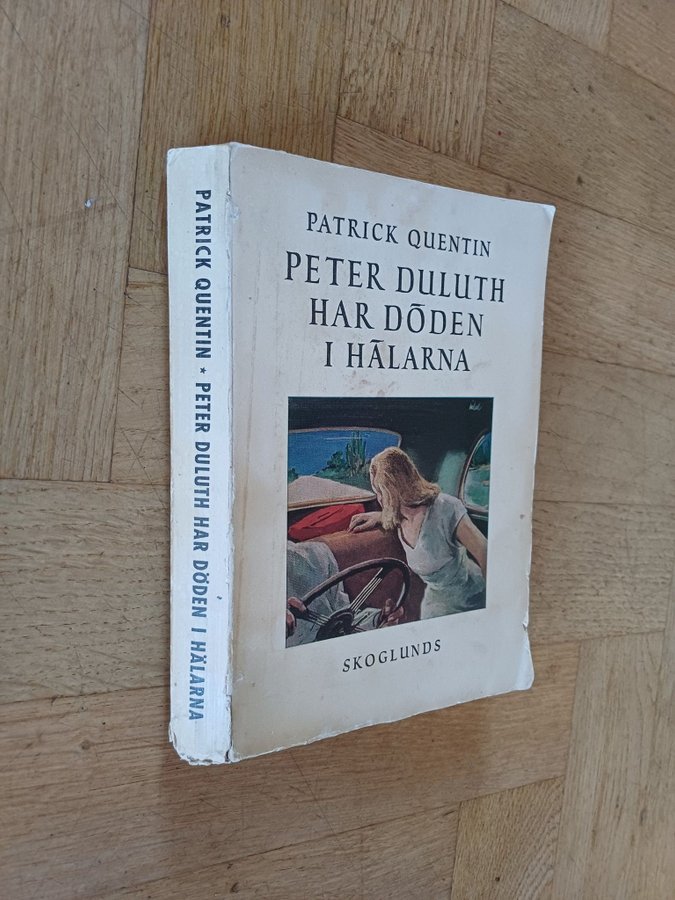 PATRICK QUENTIN
PETER DULUTH
HAR DÖDEN
I HÄLARNA
SKOGLUNDS
PATRICK QUENTIN * PETER DULUTH HAR DÖDEN I HÄLARNA